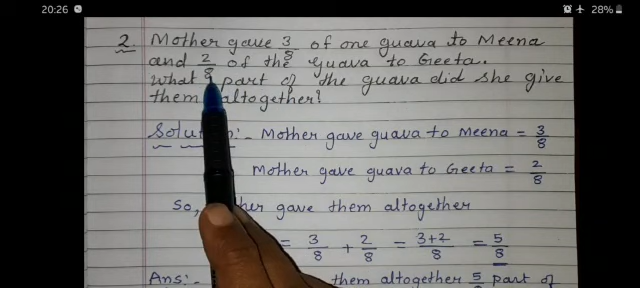 20:26 28%
2. Mother gave 3/8 of one guava to Meena
and 2/8 of the guava to Geeta.
What part of the guava did she give
them altogether?
Solution:- Mother gave guava to Meena = 3/8
Mother gave guava to Geeta = 2/8
So, her gave them altogether
= 3/8 + 2/8 = 3+2/8 = 5/8
Ans:- them altogether 5/8 part of